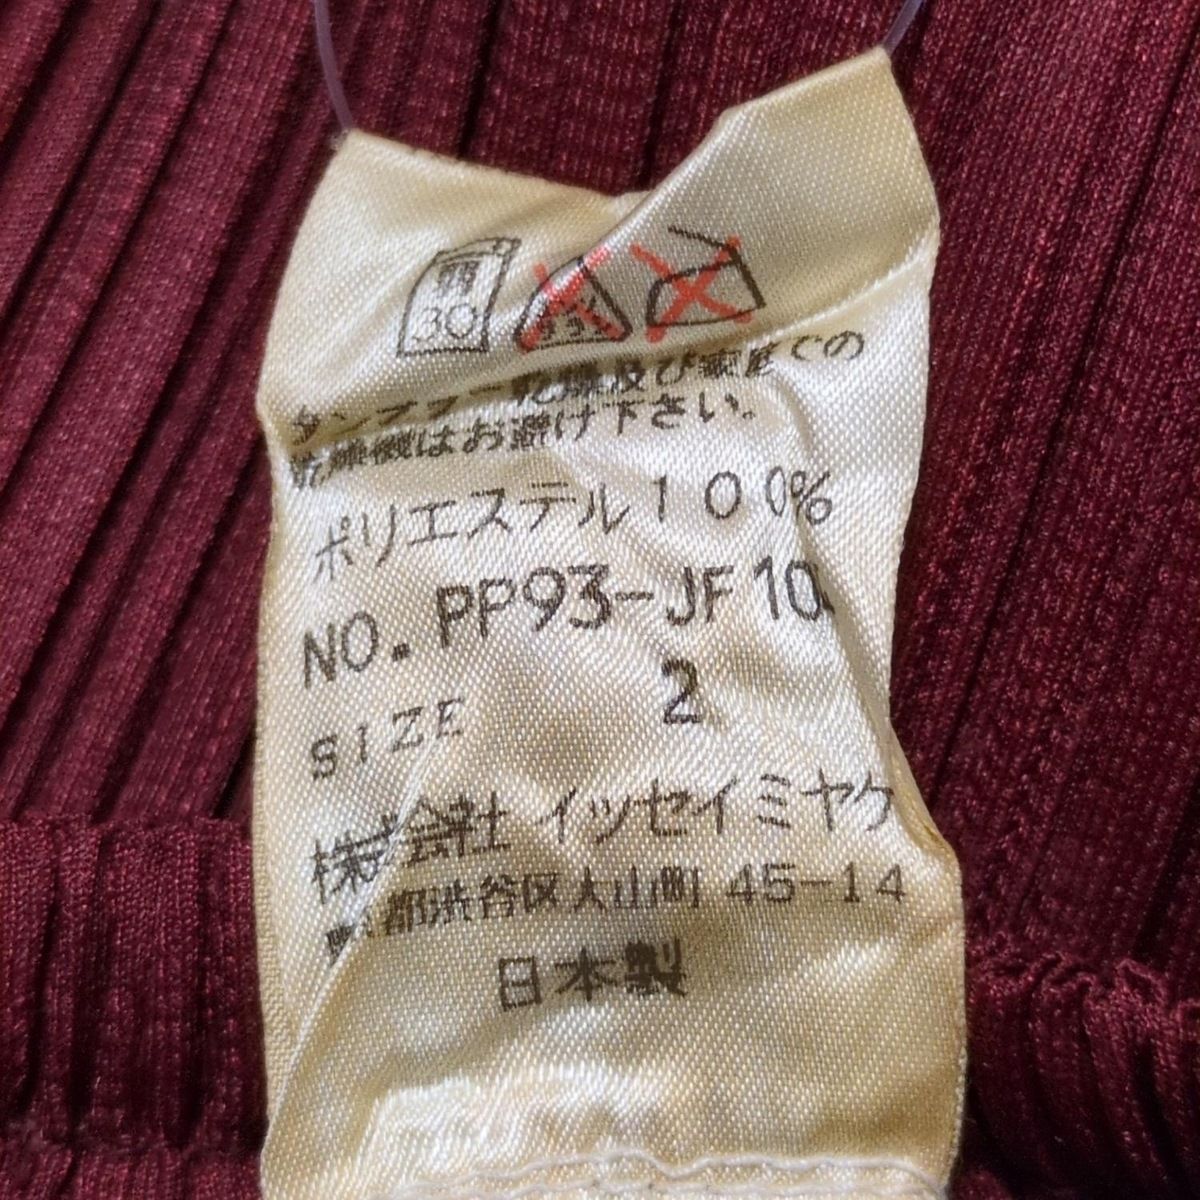 30
タンブラー乾燥及び家庭での
乾燥機はお避け下さい。
ポリエステル100%
NO. PP93-JF10
SIZE 2
株式会社 イッセイミヤケ
都渋谷区大山町 45-14
日本製